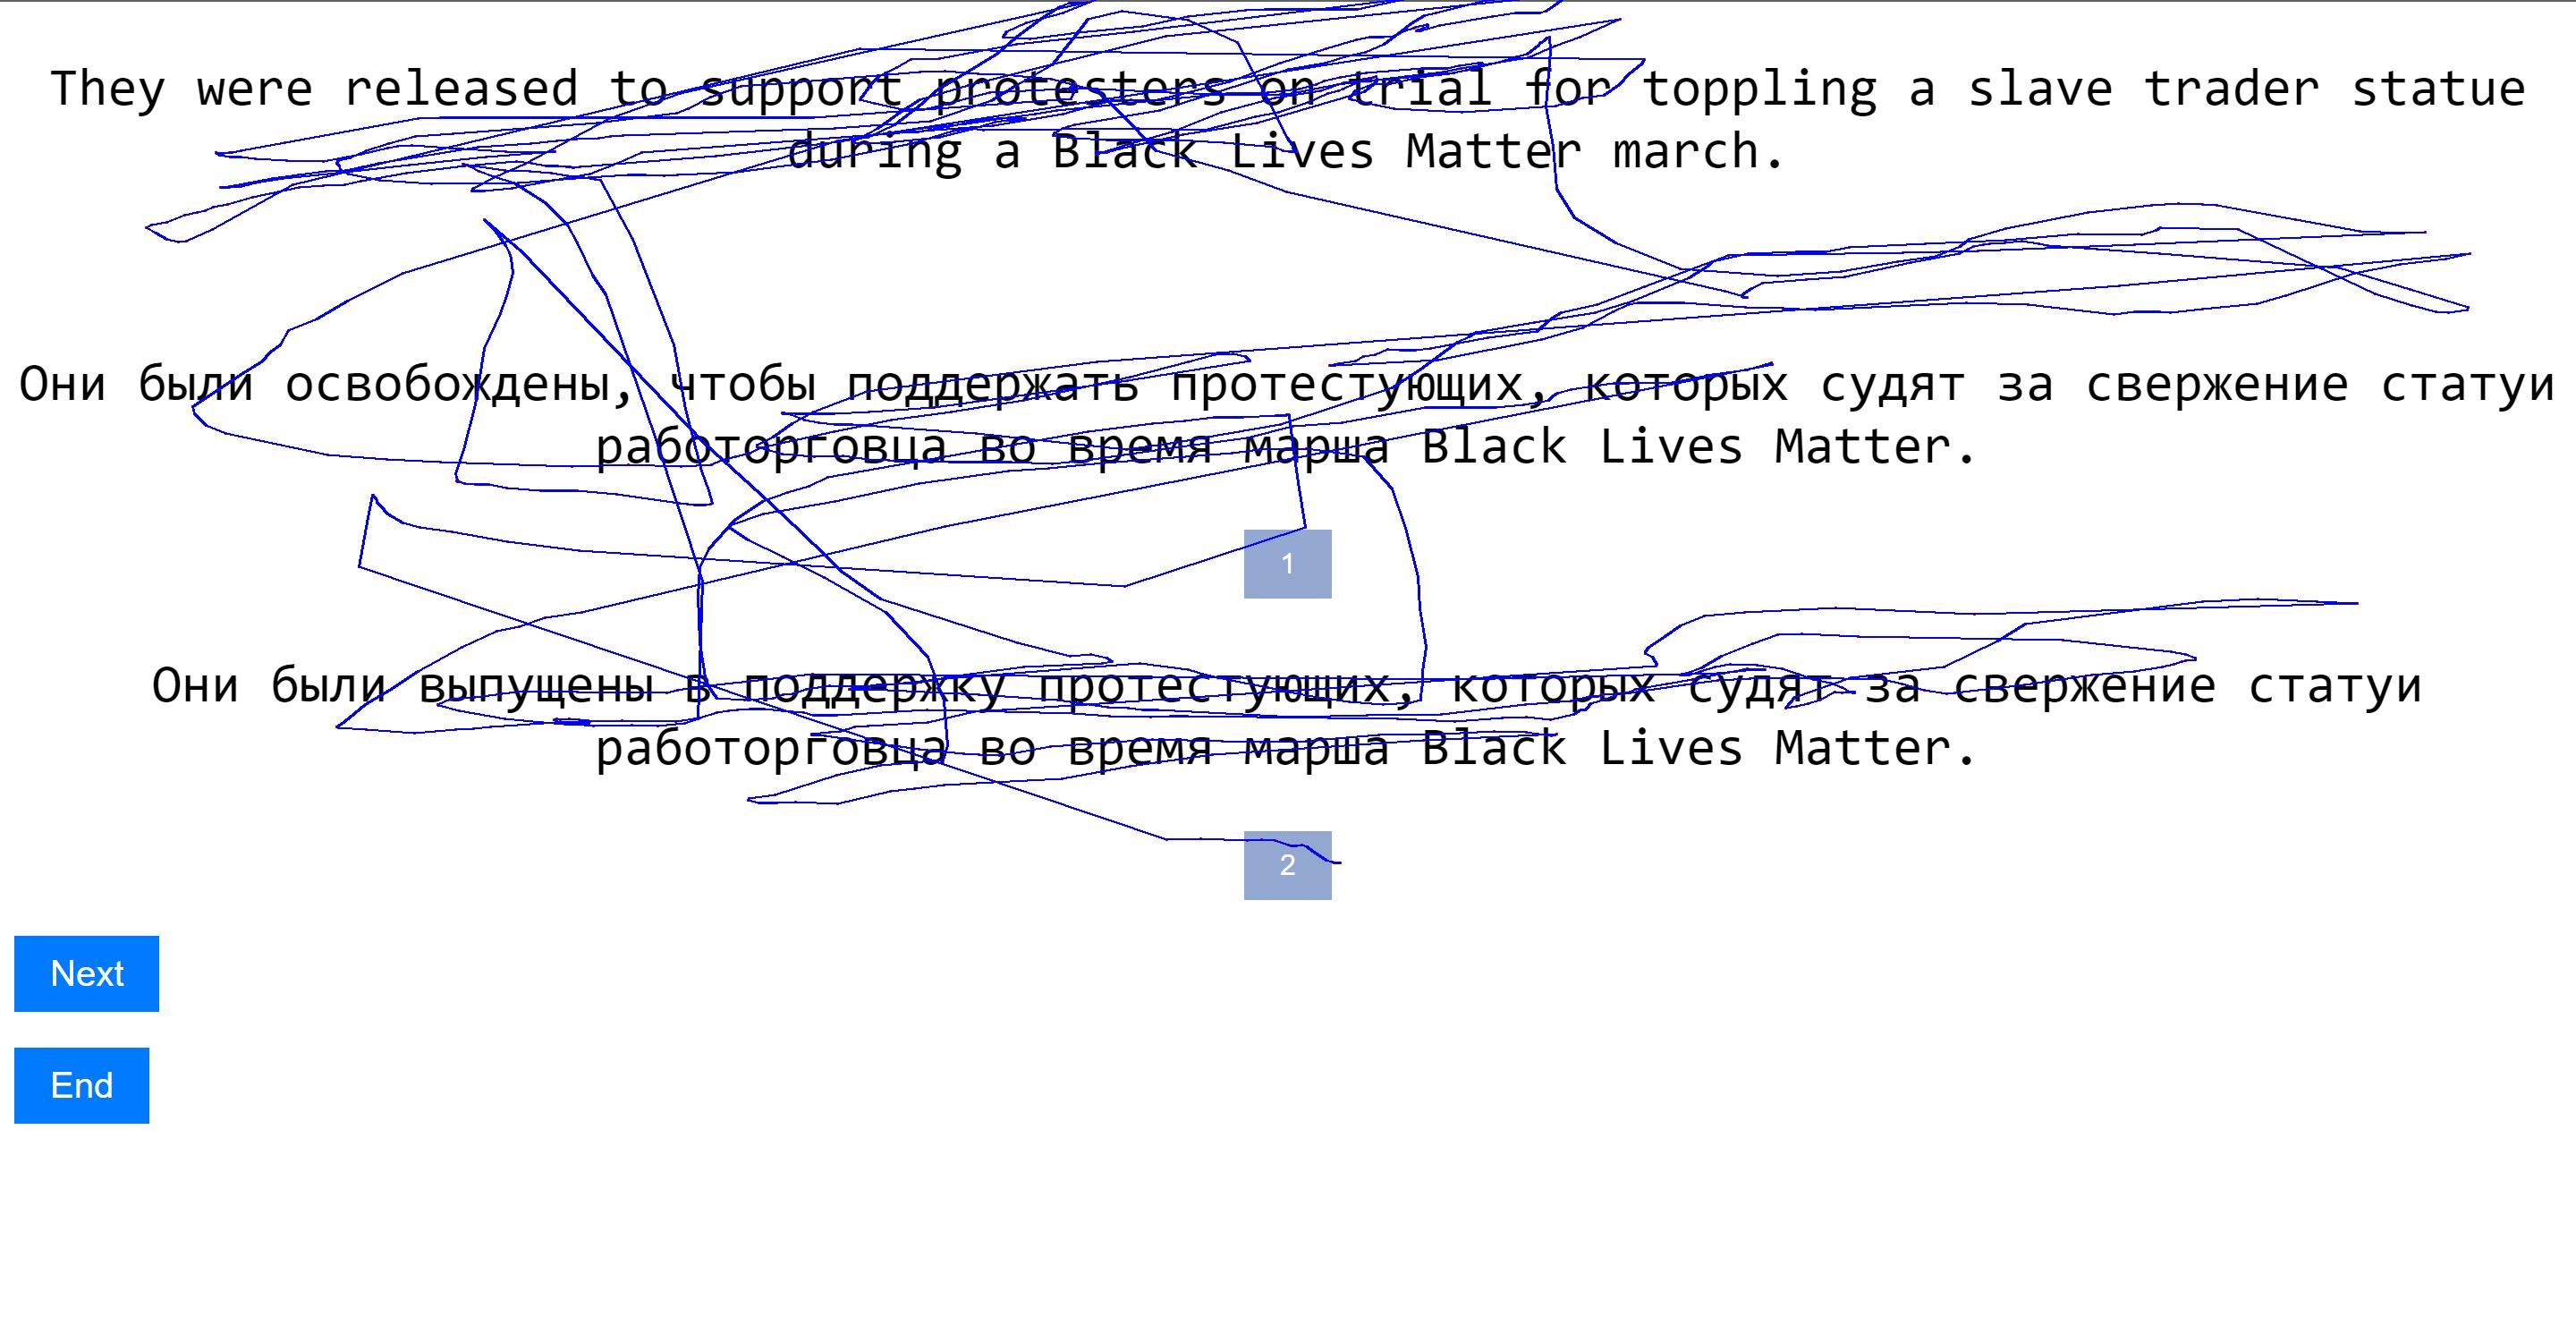 They were released to support protesters on trial for toppling a slave trader statue
during a Black Lives Matter march.
Они были освобождены, чтобы поддержать протестующих, которых судят за свержение статуи
работорговца во время марша Black Lives Matter.
1
Они были выпущены в поддержку протестующих, которых судят за свержение статуи
работорговца во время марша Black Lives Matter.
2
Next
End